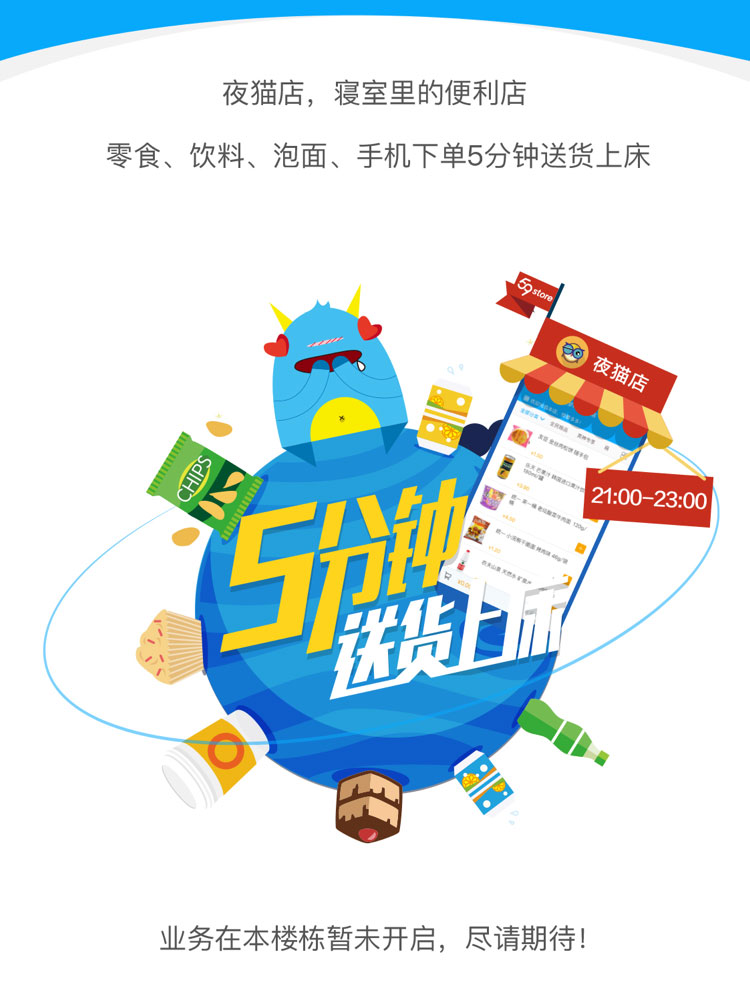 夜猫店，寝室里的便利店
零食、饮料、泡面、手机下单5分钟送货上床
59store
夜猫店
21:00-23:00
CHIPS
5分钟
送货上床
业务在本楼栋暂未开启，尽请期待！